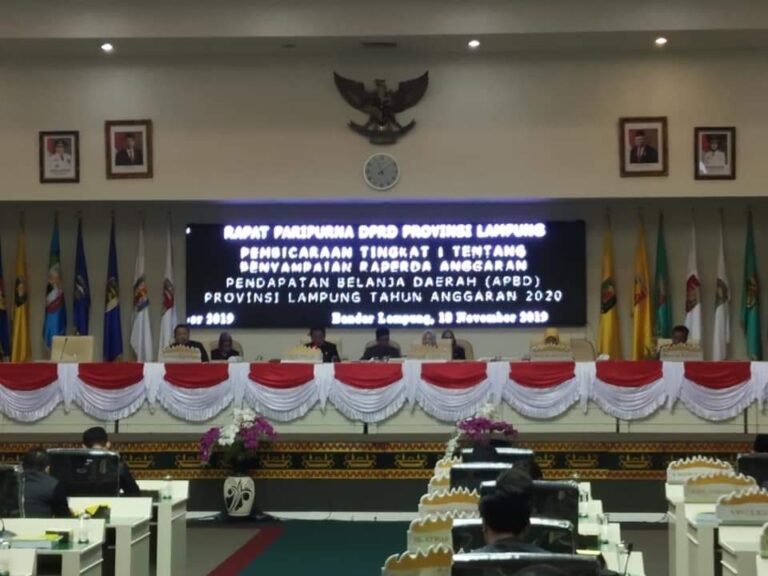 RAPAT PARIPURNA DPRD PROVINSI LAMPUNG
PEMBICARAAN TINGKAT I TENTANG
PENYAMPAIAN RAPERDA ANGGARAN
PENDAPATAN BELANJA DAERAH (APBD)
PROVINSI LAMPUNG TAHUN ANGGARAN 2020
er 2019 Bandar Lampung, 18 November 2019